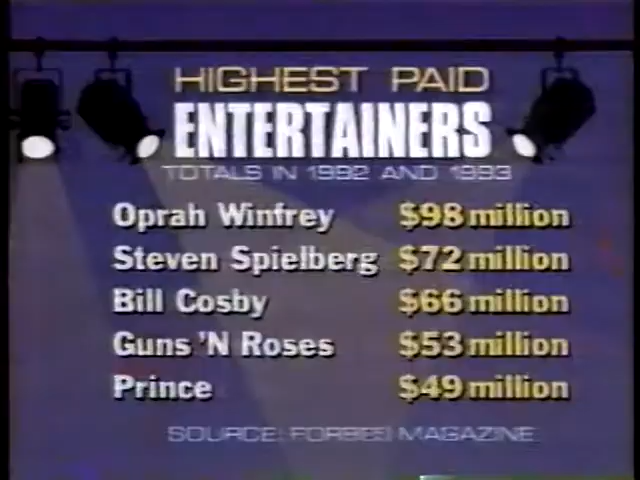 HIGHEST PAID
ENTERTAINERS
TOTALS IN 1992 AND 1993
Oprah Winfrey $98 million
Steven Spielberg $72 million
Bill Cosby $66 million
Guns 'N Roses $53 million
Prince $49 million
SOURCE: FORBES MAGAZINE